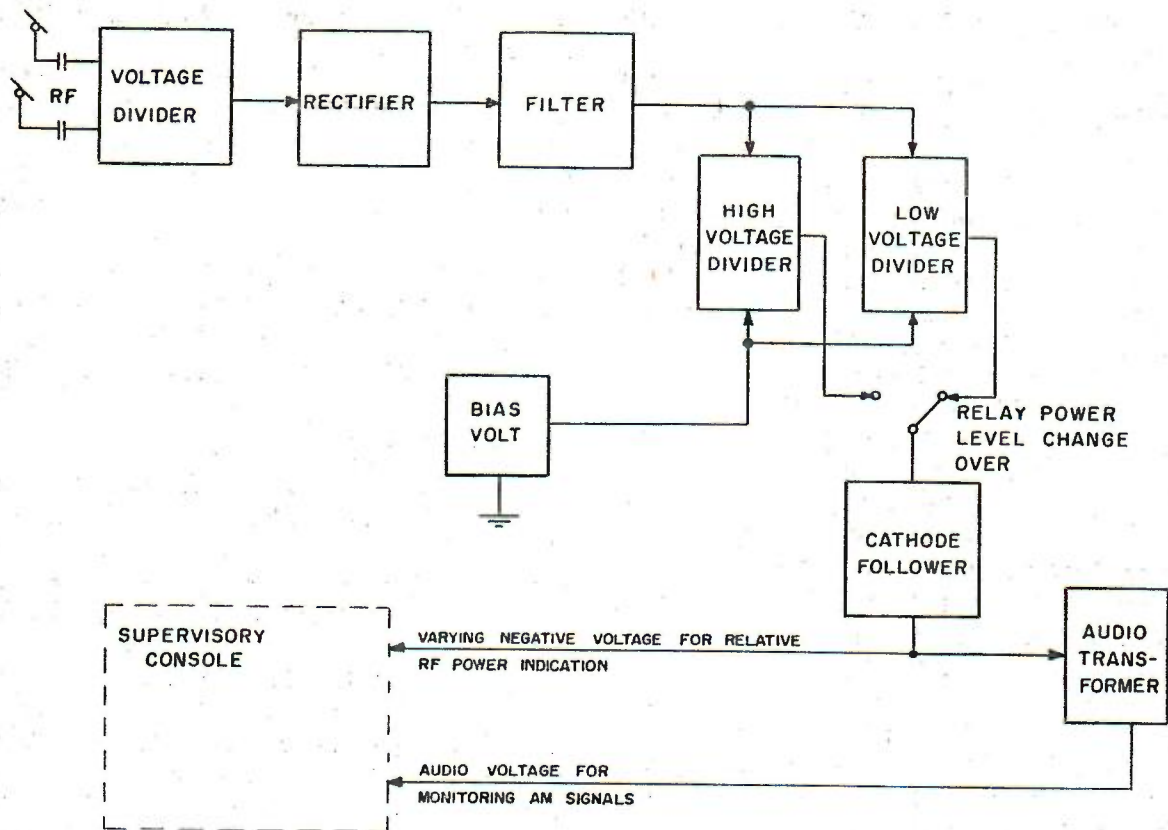 RF
VOLTAGE
DIVIDER
RECTIFIER
FILTER
HIGH
VOLTAGE
DIVIDER
LOW
VOLTAGE
DIVIDER
BIAS
VOLT
RELAY POWER
LEVEL CHANGE
OVER
CATHODE
FOLLOWER
SUPERVISORY
CONSOLE
VARYING NEGATIVE VOLTAGE FOR RELATIVE
RF POWER INDICATION
AUDIO
TRANS-
FORMER
AUDIO VOLTAGE FOR
MONITORING AM SIGNALS